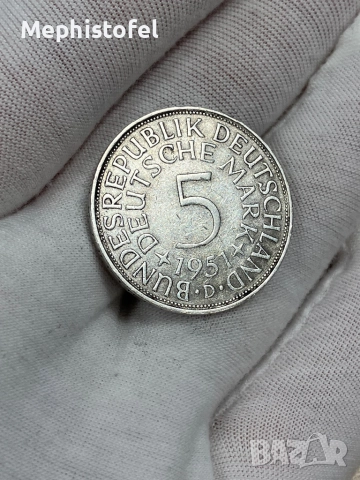 Mephistofel
BUNDESREPUBLIK DEUTSCHLAND
DEUTSCHE MARK
5
1951
D
BAZAR